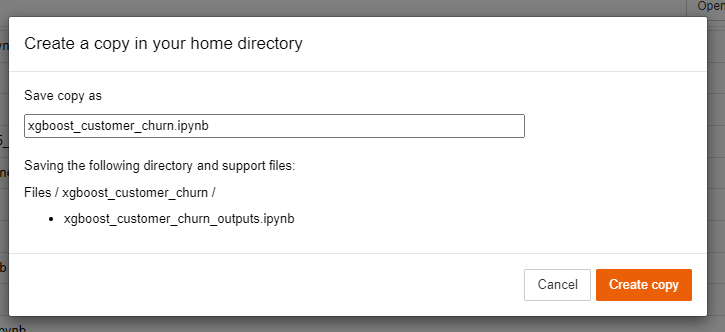 Open
Create a copy in your home directory
Save copy as
xgboost_customer_churn.ipynb
Saving the following directory and support files:
Files / xgboost_customer_churn /
• xgboost_customer_churn_outputs.ipynb
Cancel
Create copy